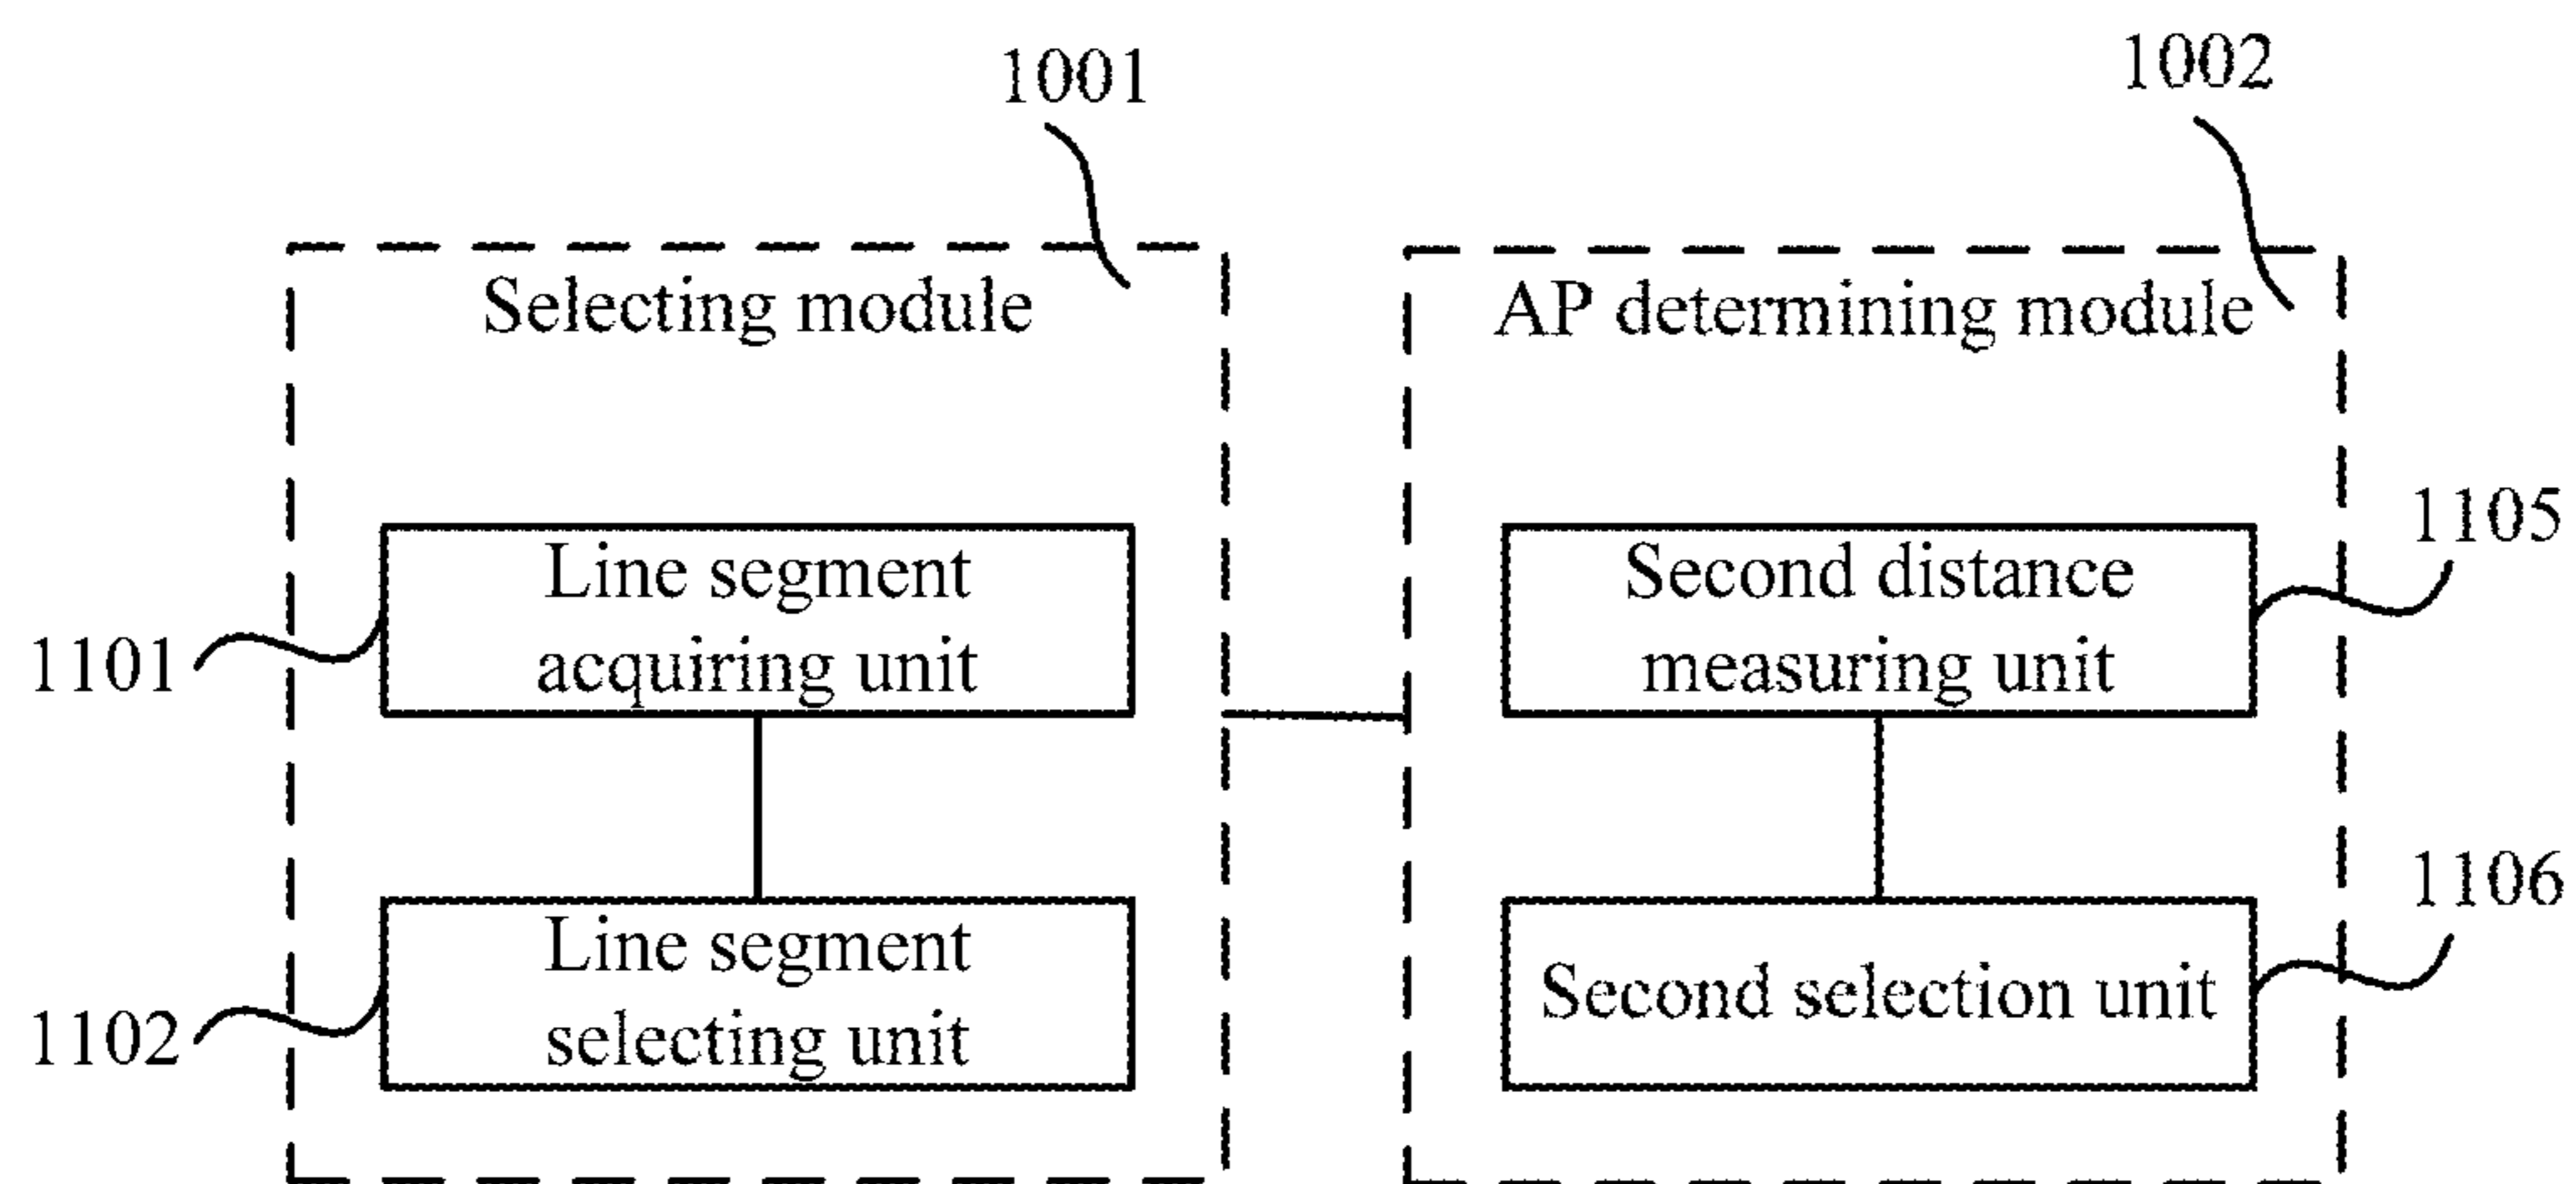 1001
1002
Selecting module
AP determining module
Line segment
acquiring unit
1101
Second distance
measuring unit
1105
Line segment
selecting unit
1102
Second selection unit
1106